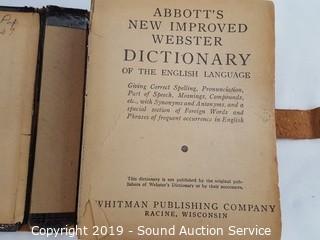 ABBOTT'S
NEW IMPROVED
WEBSTER
DICTIONARY
OF THE ENGLISH LANGUAGE
Giving Correct Spelling, Pronunciation,
Part of Speech, Meanings, Compounds,
etc., with Synonyms and Antonyms, and a
special section of Foreign Words and
Phrases of frequent occurrence in English
This dictionary is not published by the original pub-
lishers of Webster's Dictionary or by their successors.
WHITMAN PUBLISHING COMPANY
RACINE, WISCONSIN
Copyright 2019 - Sound Auction Service